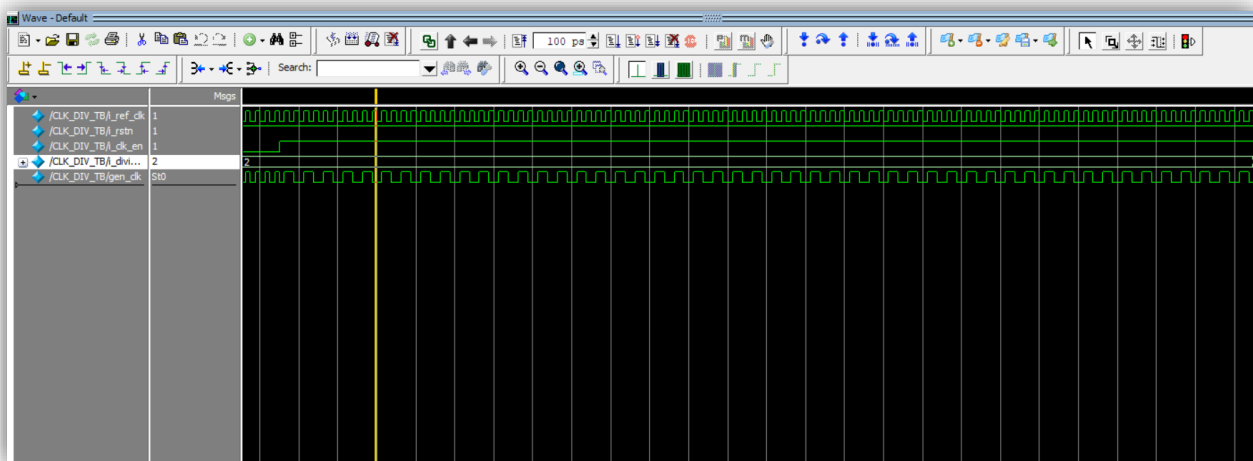 Wave - Default
100 ps
Search:
Msgs
/CLK_DIV_TB/i_ref_clk 1
/CLK_DIV_TB/i_rstn 1
/CLK_DIV_TB/i_clk_en 1
/CLK_DIV_TB/i_divi... 2 2
/CLK_DIV_TB/gen_clk St0